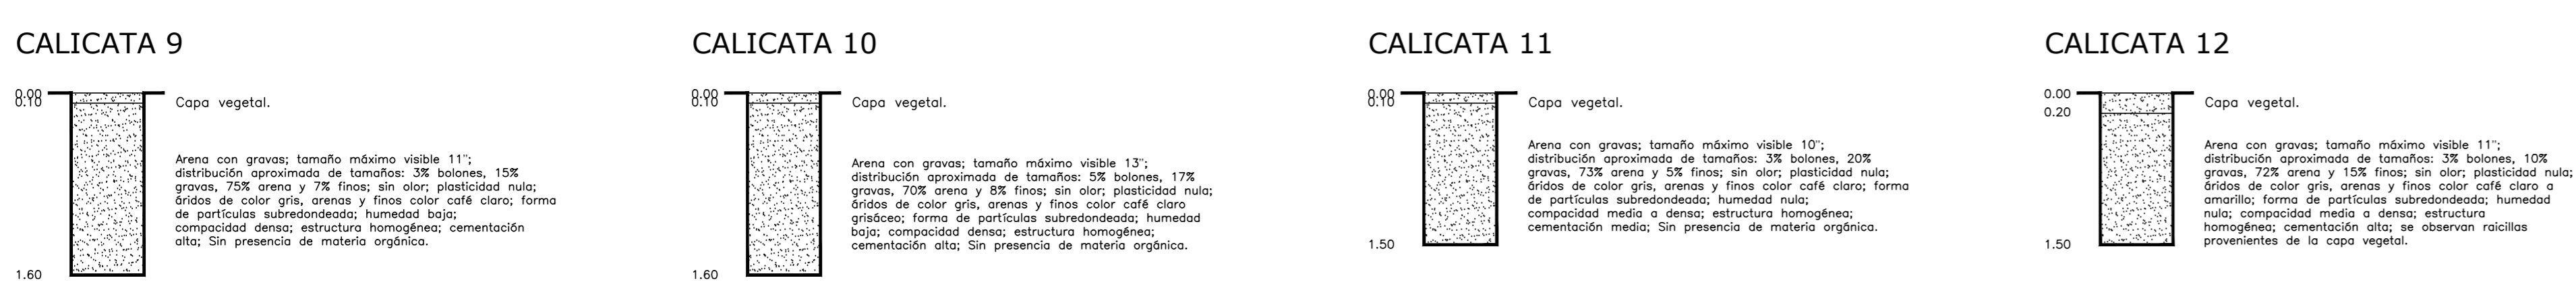 CALICATA 9
0.00
0.10
Capa vegetal.
Arena con gravas; tamaño máximo visible 11";
distribución aproximada de tamaños: 3% bolones, 15%
gravas, 75% arena y 7% finos; sin olor; plasticidad nula;
áridos de color gris, arenas y finos color café claro; forma
de partículas subredondeada; humedad baja;
compacidad densa; estructura homogénea; cementación
alta; Sin presencia de materia orgánica.
1.60
CALICATA 10
0.00
0.10
Capa vegetal.
Arena con gravas; tamaño máximo visible 13";
distribución aproximada de tamaños: 5% bolones, 17%
gravas, 70% arena y 8% finos; sin olor; plasticidad nula;
áridos de color gris, arenas y finos color café claro
grisáceo; forma de partículas subredondeada; humedad
baja; compacidad densa; estructura homogénea;
cementación alta; Sin presencia de materia orgánica.
1.60
CALICATA 11
0.00
0.10
Capa vegetal.
Arena con gravas; tamaño máximo visible 10";
distribución aproximada de tamaños: 3% bolones, 20%
gravas, 73% arena y 5% finos; sin olor; plasticidad nula;
áridos de color gris, arenas y finos color café claro; forma
de partículas subredondeada; humedad nula;
compacidad media a densa; estructura homogénea;
cementación media; Sin presencia de materia orgánica.
1.50
CALICATA 12
0.00
0.20
Capa vegetal.
Arena con gravas; tamaño máximo visible 11";
distribución aproximada de tamaños: 3% bolones, 10%
gravas, 72% arena y 15% finos; sin olor; plasticidad nula;
áridos de color gris, arenas y finos color café claro a
amarillo; forma de partículas subredondeada; humedad
nula; compacidad media a densa; estructura
homogénea; cementación alta; se observan raicillas
provenientes de la capa vegetal.
1.50